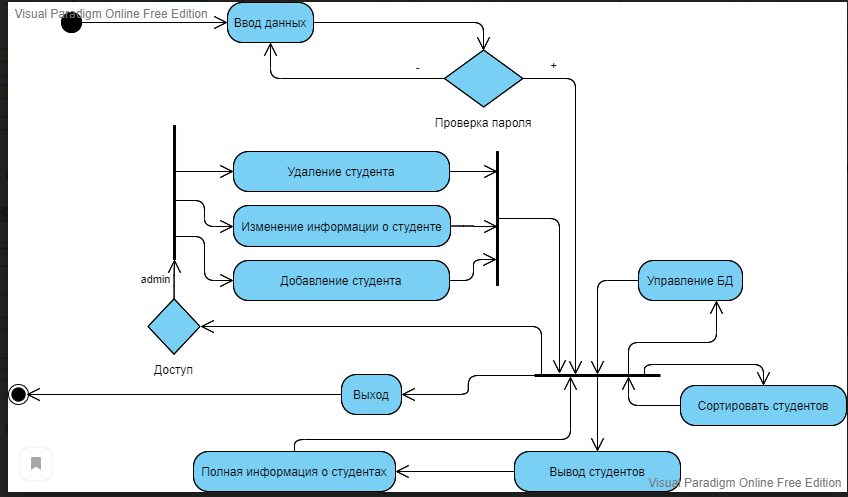 Visual Paradigm Online Free Edition
Ввод данных
-
+
Проверка пароля
Удаление студента
Изменение информации о студенте
Добавление студента
admin
Управление БД
Доступ
Выход
Сортировать студентов
Полная информация о студентах
Вывод студентов
Visual Paradigm Online Free Edition